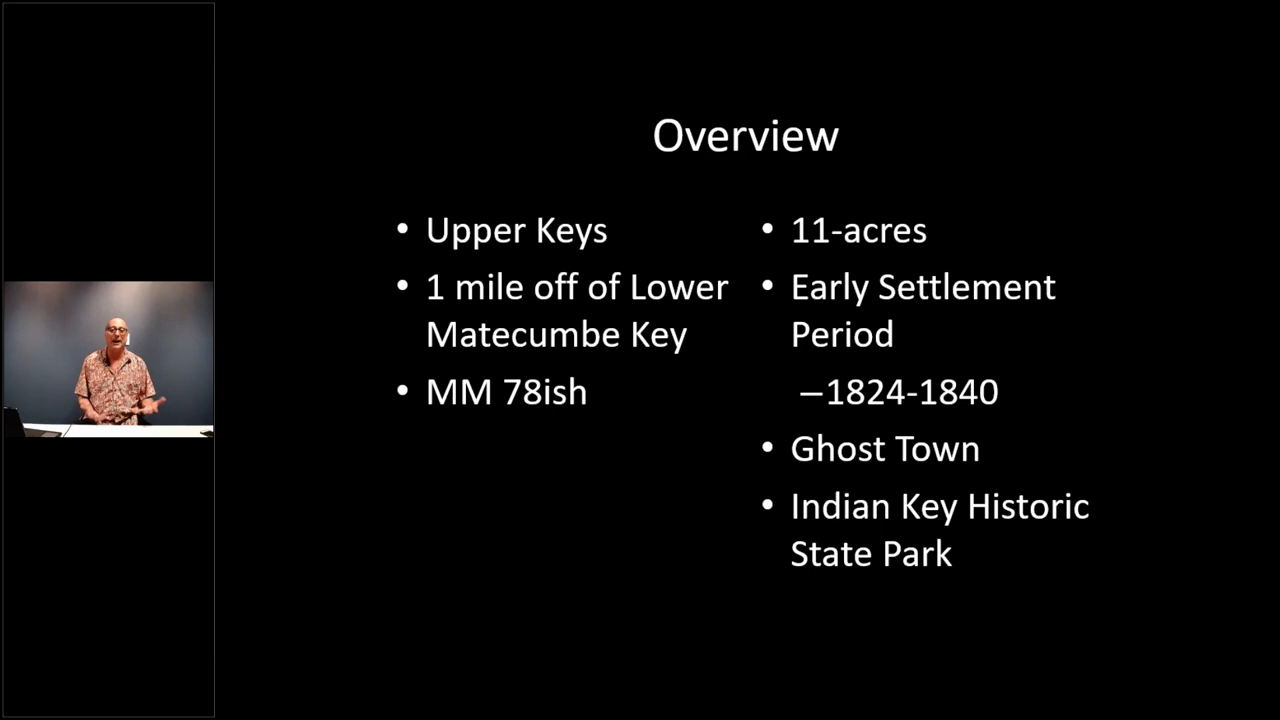 Overview
• Upper Keys
• 1 mile off of Lower
Matecumbe Key
• MM 78ish
• 11-acres
• Early Settlement
Period
–1824-1840
• Ghost Town
• Indian Key Historic
State Park